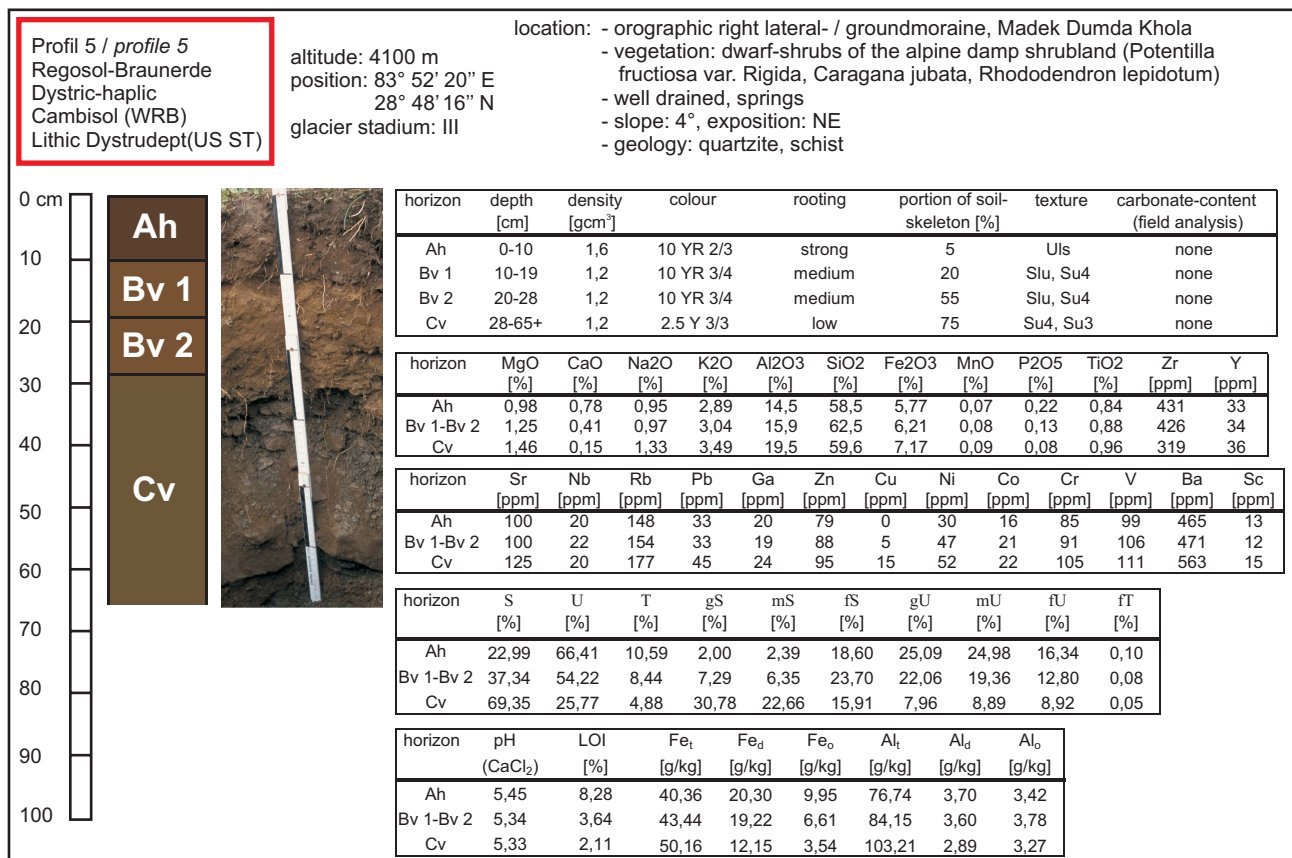 Profil 5 / profile 5
Regosol-Braunerde
Dystric-haplic
Cambisol (WRB)
Lithic Dystrudept(US ST)
altitude: 4100 m
position: 83° 52’ 20” E
28° 48’ 16” N
glacier stadium: III
location: - orographic right lateral- / groundmoraine, Madek Dumda Khola
- vegetation: dwarf-shrubs of the alpine damp shrubland (Potentilla
fructiosa var. Rigida, Caragana jubata, Rhododendron lepidotum)
- well drained, springs
- slope: 4°, exposition: NE
- geology: quartzite, schist
0 cm
10
20
30
40
50
60
70
80
90
100
Ah
Bv 1
Bv 2
Cv
horizon depth density colour rooting portion of soil- texture carbonate-content
[cm] [gcm³] skeleton [%] (field analysis)
Ah 0-10 1,6 10 YR 2/3 strong 5 Uls none
Bv 1 10-19 1,2 10 YR 3/4 medium 20 Slu, Su4 none
Bv 2 20-28 1,2 10 YR 3/4 medium 55 Slu, Su4 none
Cv 28-65+ 1,2 2.5 Y 3/3 low 75 Su4, Su3 none
horizon MgO CaO Na2O K2O Al2O3 SiO2 Fe2O3 MnO P2O5 TiO2 Zr Y
[%] [%] [%] [%] [%] [%] [%] [%] [%] [%] [ppm] [ppm]
Ah 0,98 0,78 0,95 2,89 14,5 58,5 5,77 0,07 0,22 0,84 431 33
Bv 1-Bv 2 1,25 0,41 0,97 3,04 15,9 62,5 6,21 0,08 0,13 0,88 426 34
Cv 1,46 0,15 1,33 3,49 19,5 59,6 7,17 0,09 0,08 0,96 319 36
horizon Sr Nb Rb Pb Ga Zn Cu Ni Co Cr V Ba Sc
[ppm] [ppm] [ppm] [ppm] [ppm] [ppm] [ppm] [ppm] [ppm] [ppm] [ppm] [ppm] [ppm]
Ah 100 20 148 33 20 79 0 30 16 85 99 465 13
Bv 1-Bv 2 100 22 154 33 19 88 5 47 21 91 106 471 12
Cv 125 20 177 45 24 95 15 52 22 105 111 563 15
horizon S U T gS mS fS gU mU fU fT
[%] [%] [%] [%] [%] [%] [%] [%] [%] [%]
Ah 22,99 66,41 10,59 2,00 2,39 18,60 25,09 24,98 16,34 0,10
Bv 1-Bv 2 37,34 54,22 8,44 7,29 6,35 23,70 22,06 19,36 12,80 0,08
Cv 69,35 25,77 4,88 30,78 22,66 15,91 7,96 8,89 8,92 0,05
horizon pH LOI Feₜ Fe_d Feₒ Alₜ Al_d Alₒ
(CaCl₂) [%] [g/kg] [g/kg] [g/kg] [g/kg] [g/kg] [g/kg]
Ah 5,45 8,28 40,36 20,30 9,95 76,74 3,70 3,42
Bv 1-Bv 2 5,34 3,64 43,44 19,22 6,61 84,15 3,60 3,78
Cv 5,33 2,11 50,16 12,15 3,54 103,21 2,89 3,27